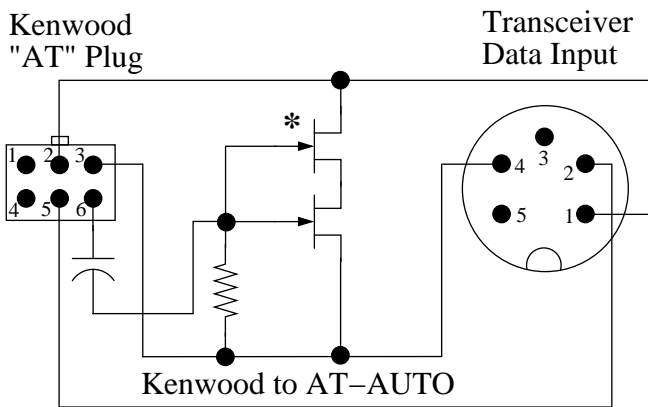 Kenwood
"AT" Plug
Transceiver
Data Input
*
1 2 3
4 5 6
3
4 2
5 1
Kenwood to AT–AUTO